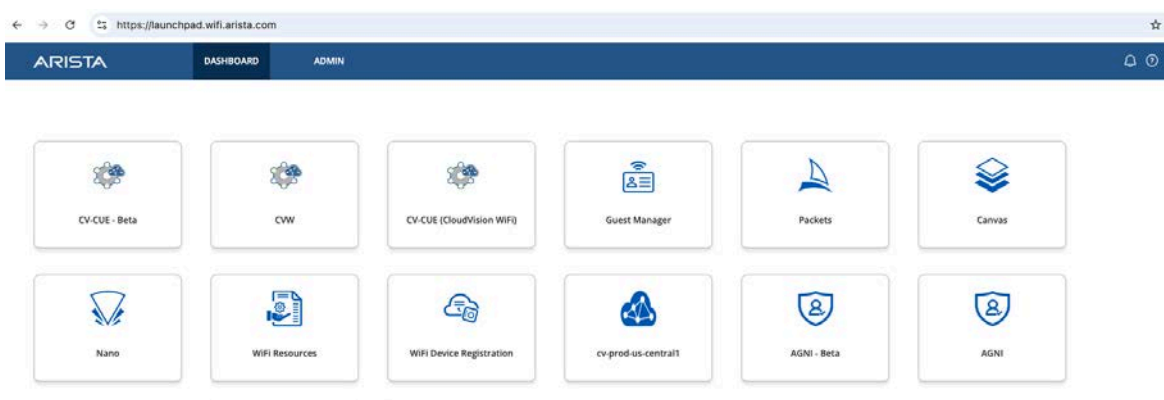 https://launchpad.wifi.arista.com
ARISTA DASHBOARD ADMIN
CV-CUE - Beta CVW CV-CUE (CloudVision WiFi) Guest Manager Packets Canvas
Nano WiFi Resources WiFi Device Registration cv-prod-us-central1 AGNI - Beta AGNI